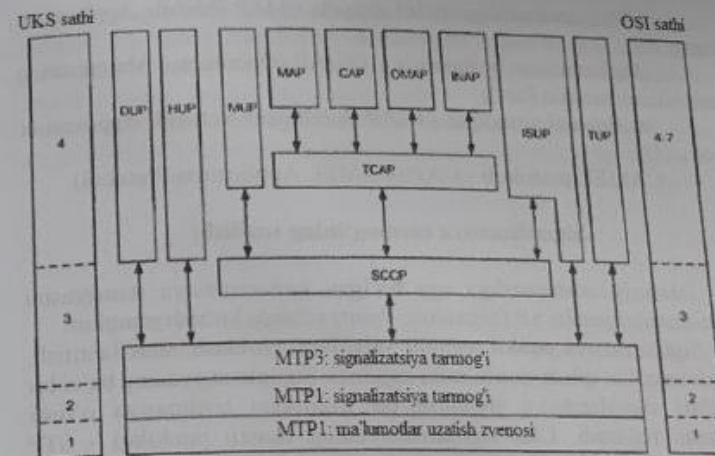 UKS sathi
OSI sathi
4
DUP
HUP
MUP
MAP
CAP
OMAP
INAP
ISUP
TUP
4-7
TCAP
3
SCCP
3
MTP3: signalizatsiya tarmog'i
2
MTP1: signalizatsiya tarmog'i
2
1
MTP1: ma'lumotlar uzatish zvenosi
1